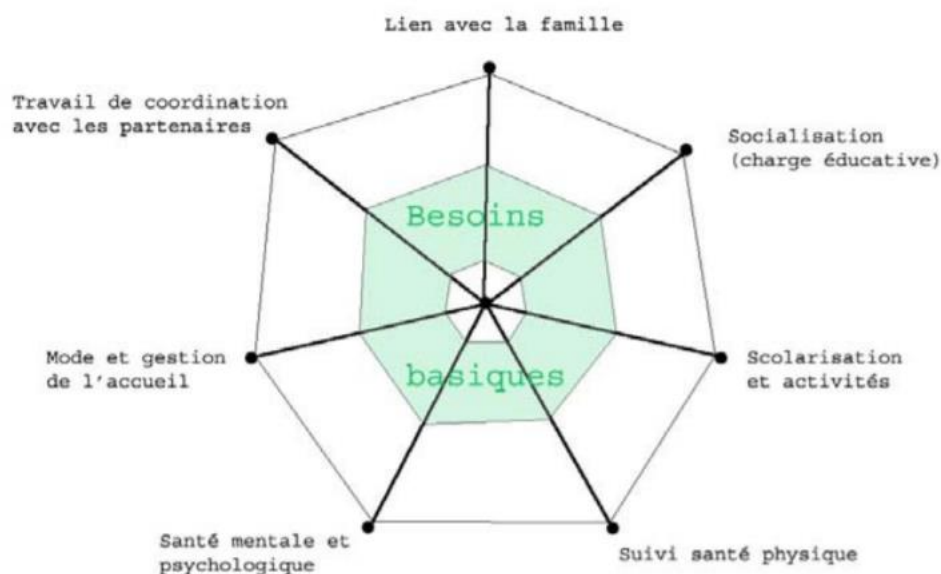 Lien avec la famille
Travail de coordination
avec les partenaires
Socialisation
(charge éducative)
Besoins
basiques
Mode et gestion
de l'accueil
Scolarisation
et activités
Santé mentale et
psychologique
Suivi santé physique